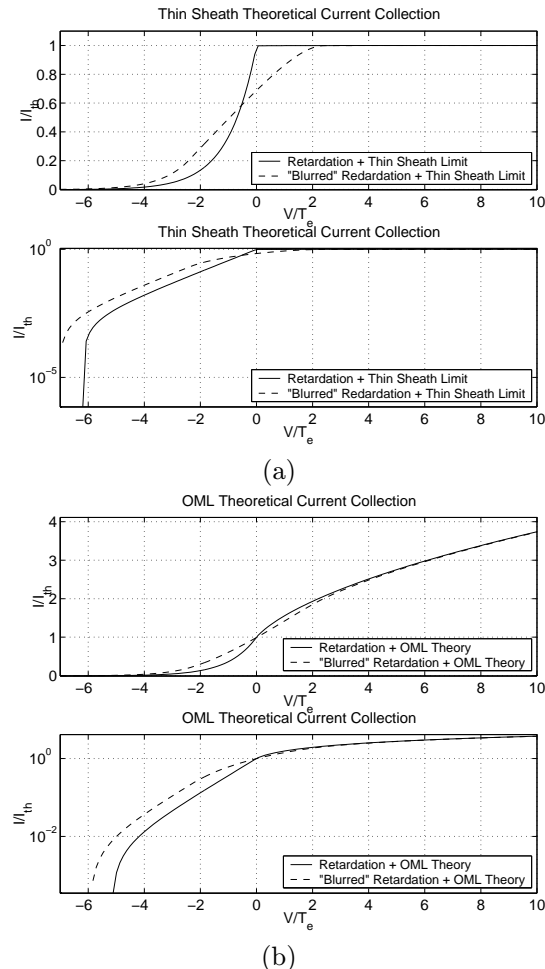 Thin Sheath Theoretical Current Collection
1
0.8
0.6
0.4
0.2
0
I/I_th
−6 −4 −2 0 2 4 6 8 10
V/T_e
Retardation + Thin Sheath Limit
"Blurred" Redardation + Thin Sheath Limit
Thin Sheath Theoretical Current Collection
10^0
10^−5
I/I_th
−6 −4 −2 0 2 4 6 8 10
V/T_e
Retardation + Thin Sheath Limit
"Blurred" Redardation + Thin Sheath Limit
(a)
OML Theoretical Current Collection
4
3
2
1
0
I/I_th
−6 −4 −2 0 2 4 6 8 10
V/T_e
Retardation + OML Theory
"Blurred" Retardation + OML Theory
OML Theoretical Current Collection
10^0
10^−2
I/I_th
−6 −4 −2 0 2 4 6 8 10
V/T_e
Retardation + OML Theory
"Blurred" Retardation + OML Theory
(b)